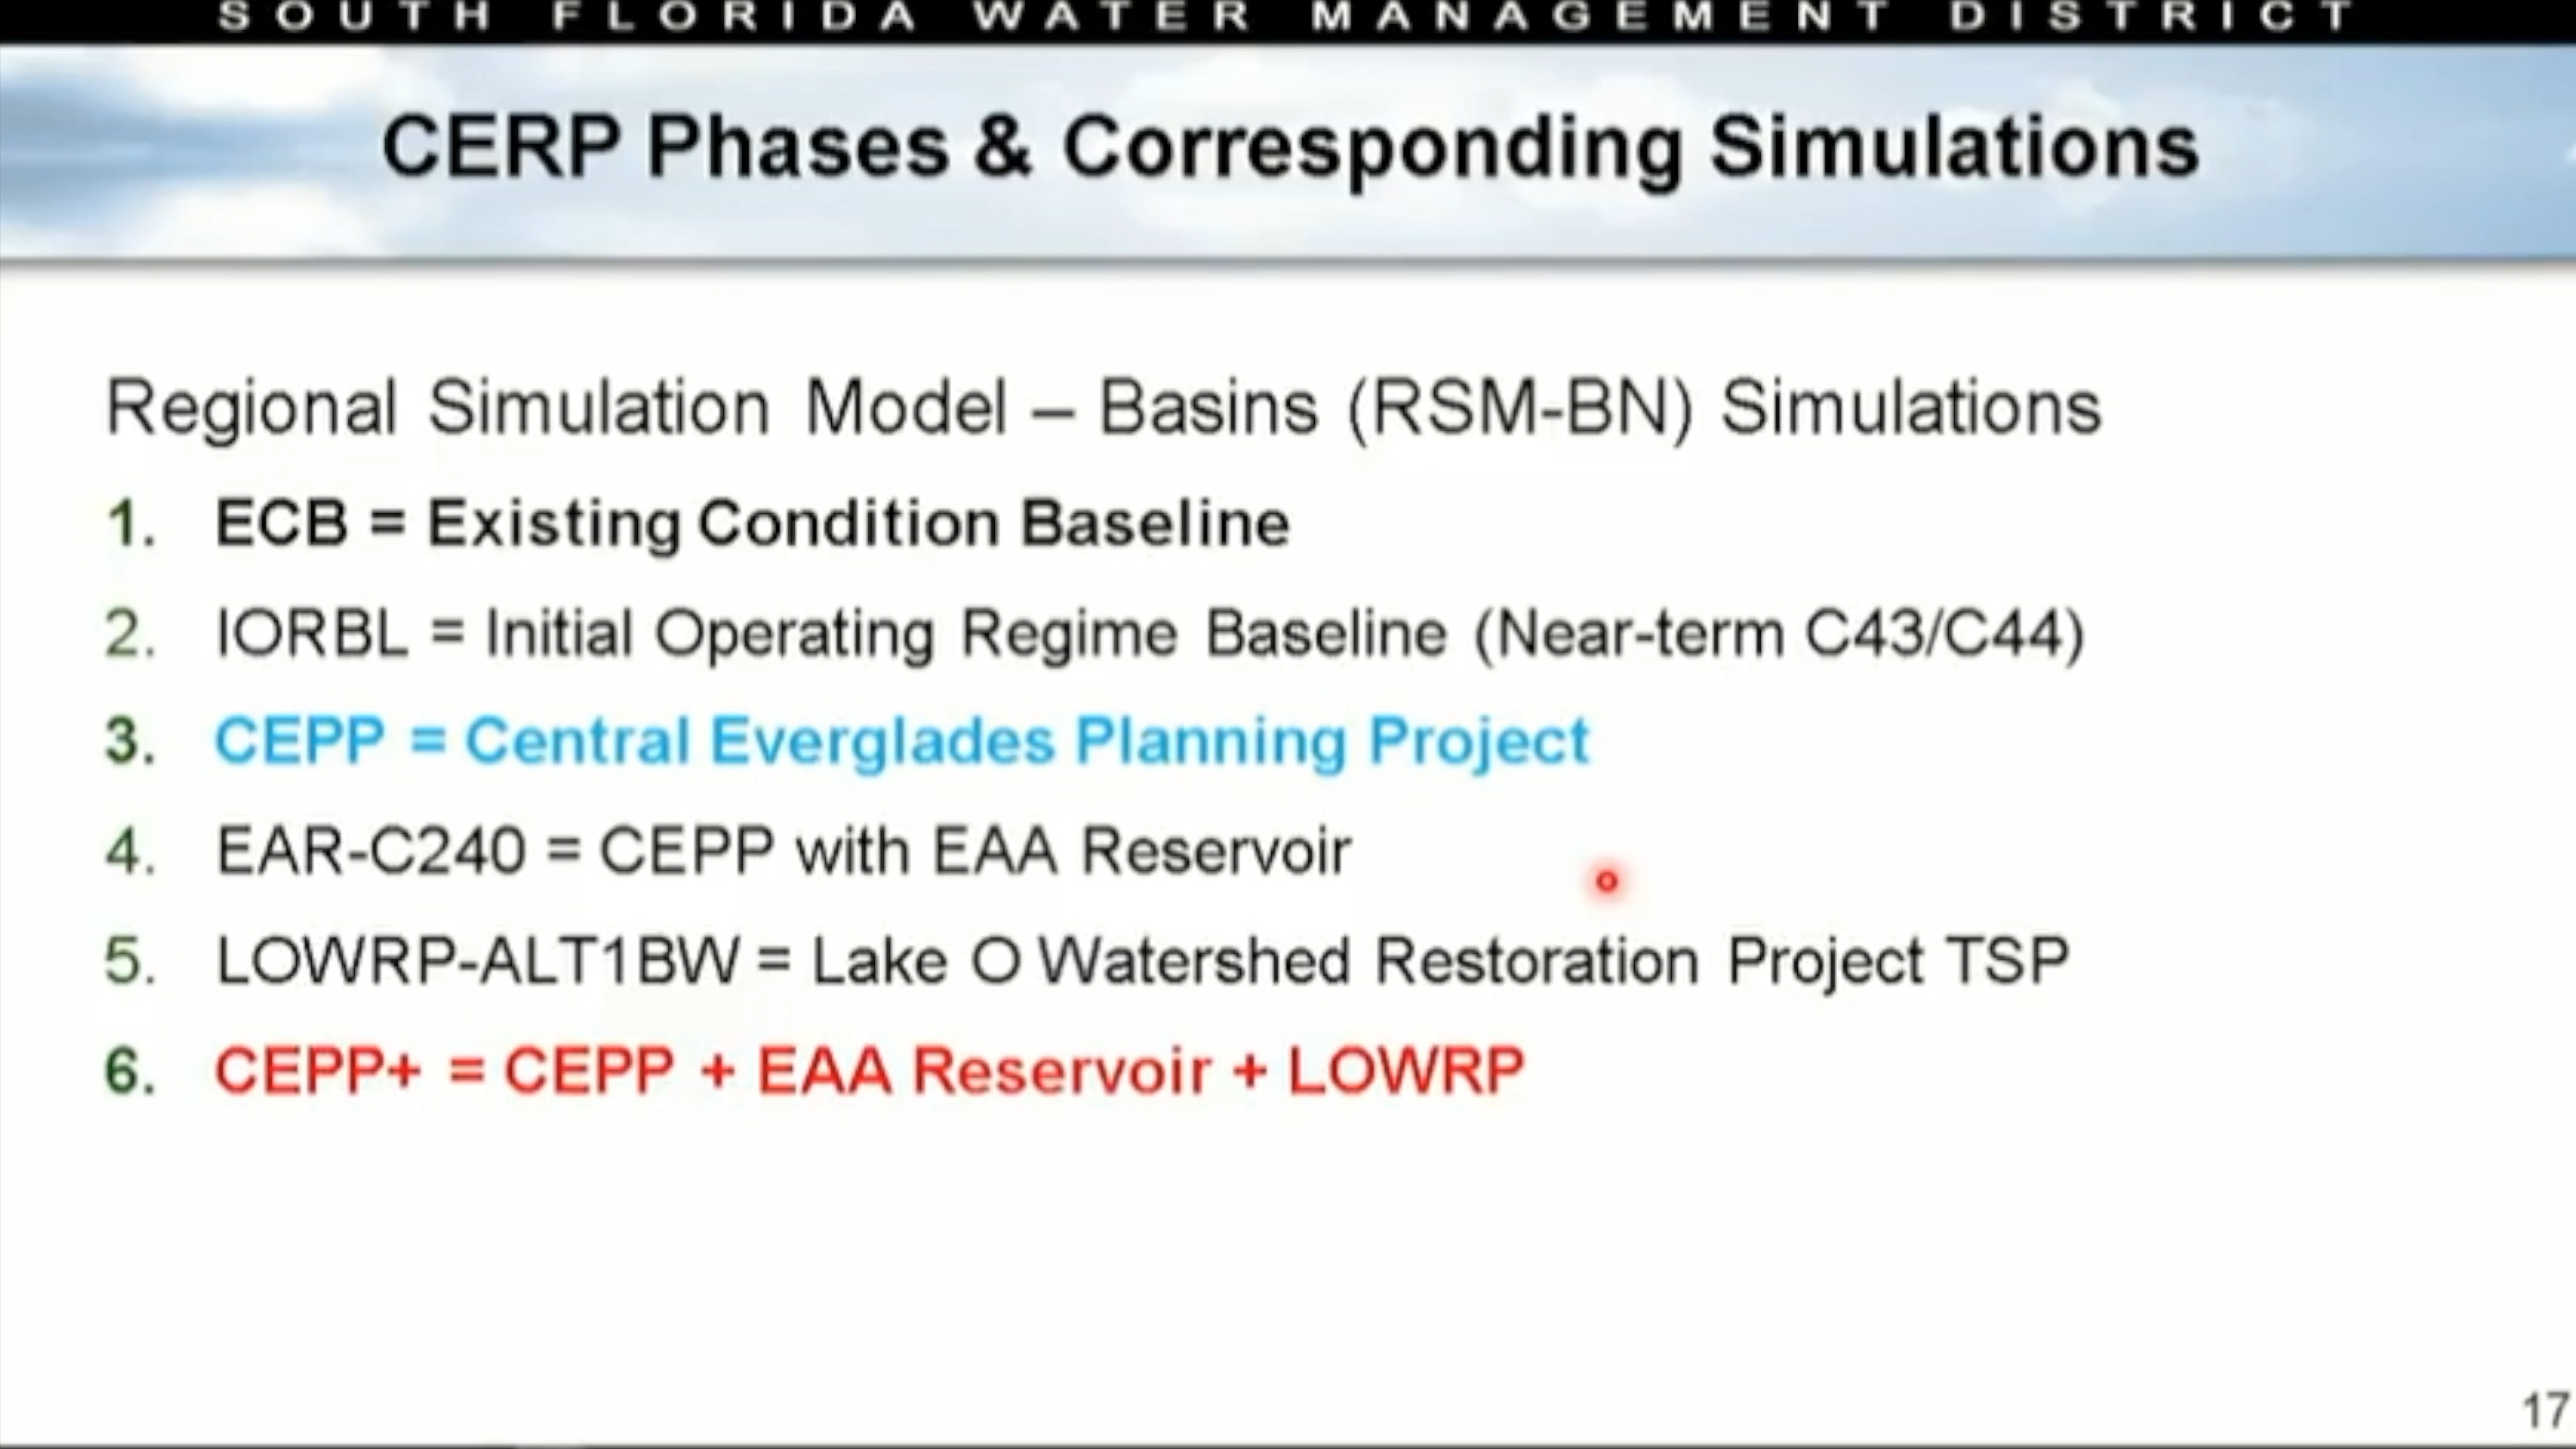 SOUTH FLORIDA WATER MANAGEMENT DISTRICT
CERP Phases & Corresponding Simulations
Regional Simulation Model – Basins (RSM-BN) Simulations
1. ECB = Existing Condition Baseline
2. IORBL = Initial Operating Regime Baseline (Near-term C43/C44)
3. CEPP = Central Everglades Planning Project
4. EAR-C240 = CEPP with EAA Reservoir
5. LOWRP-ALT1BW = Lake O Watershed Restoration Project TSP
6. CEPP+ = CEPP + EAA Reservoir + LOWRP
17